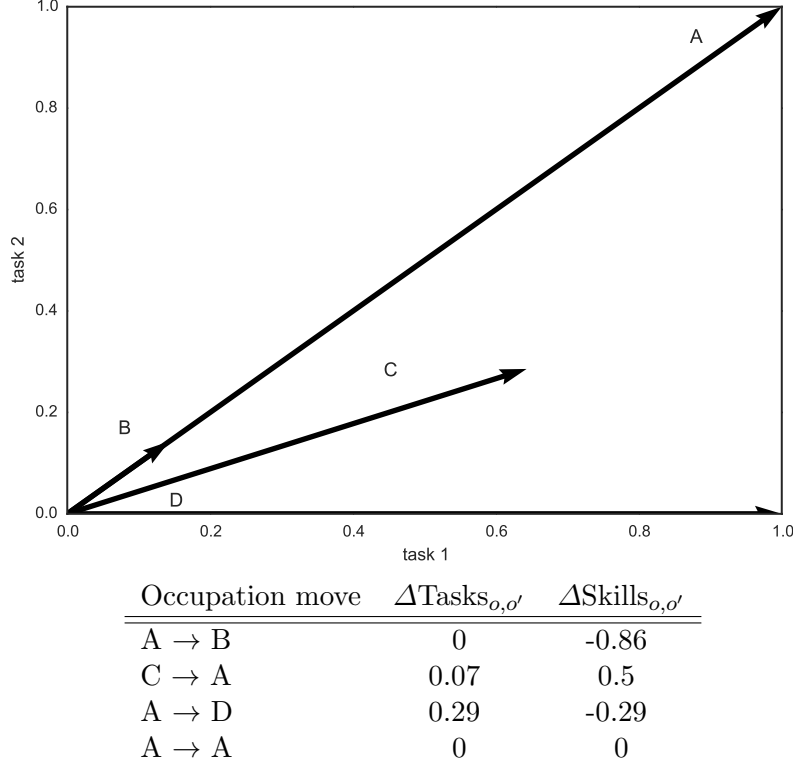 1.0
A
0.8
0.6
task 2
0.4
C
0.2
B
D
0.0
0.0 0.2 0.4 0.6 0.8 1.0
task 1
Occupation move ΔTasks_{o,o′} ΔSkills_{o,o′}
A → B 0 -0.86
C → A 0.07 0.5
A → D 0.29 -0.29
A → A 0 0